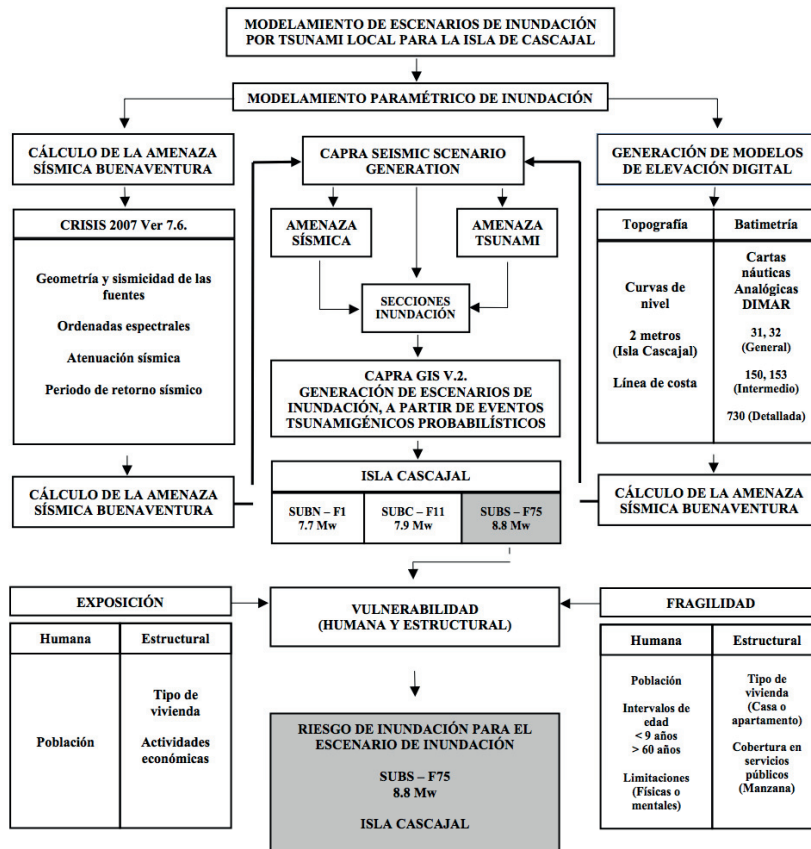 MODELAMIENTO DE ESCENARIOS DE INUNDACIÓN
POR TSUNAMI LOCAL PARA LA ISLA DE CASCAJAL
MODELAMIENTO PARAMÉTRICO DE INUNDACIÓN
CÁLCULO DE LA AMENAZA
SÍSMICA BUENAVENTURA
CRISIS 2007 Ver 7.6.
Geometría y sismicidad de las
fuentes
Ordenadas espectrales
Atenuación sísmica
Periodo de retorno sísmico
CÁLCULO DE LA AMENAZA
SÍSMICA BUENAVENTURA
CAPRA SEISMIC SCENARIO
GENERATION
AMENAZA
SÍSMICA
AMENAZA
TSUNAMI
SECCIONES
INUNDACIÓN
CAPRA GIS V.2.
GENERACIÓN DE ESCENARIOS DE
INUNDACIÓN, A PARTIR DE EVENTOS
TSUNAMIGÉNICOS PROBABILÍSTICOS
ISLA CASCAJAL
SUBN – F1
7.7 Mw
SUBC – F11
7.9 Mw
SUBS – F75
8.8 Mw
GENERACIÓN DE MODELOS
DE ELEVACIÓN DIGITAL
Topografía
Curvas de
nivel
2 metros
(Isla Cascajal)
Línea de costa
Batimetría
Cartas
náuticas
Analógicas
DIMAR
31, 32
(General)
150, 153
(Intermedio)
730 (Detallada)
CÁLCULO DE LA AMENAZA
SÍSMICA BUENAVENTURA
EXPOSICIÓN
Humana
Población
Estructural
Tipo de
vivienda
Actividades
económicas
VULNERABILIDAD
(HUMANA Y ESTRUCTURAL)
FRAGILIDAD
Humana
Población
Intervalos de
edad
< 9 años
> 60 años
Limitaciones
(Físicas o
mentales)
Estructural
Tipo de
vivienda
(Casa o
apartamento)
Cobertura en
servicios
públicos
(Manzana)
RIESGO DE INUNDACIÓN PARA EL
ESCENARIO DE INUNDACIÓN
SUBS – F75
8.8 Mw
ISLA CASCAJAL